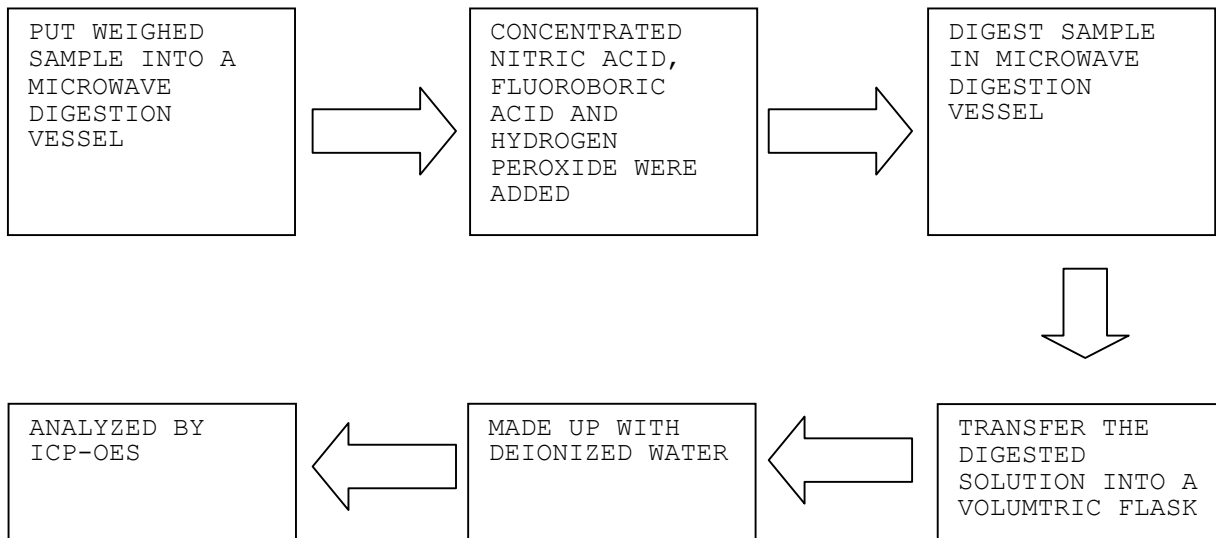 PUT WEIGHED
SAMPLE INTO A
MICROWAVE
DIGESTION
VESSEL
CONCENTRATED
NITRIC ACID,
FLUOROBORIC
ACID AND
HYDROGEN
PEROXIDE WERE
ADDED
DIGEST SAMPLE
IN MICROWAVE
DIGESTION
VESSEL
TRANSFER THE
DIGESTED
SOLUTION INTO A
VOLUMTRIC FLASK
MADE UP WITH
DEIONIZED WATER
ANALYZED BY
ICP-OES